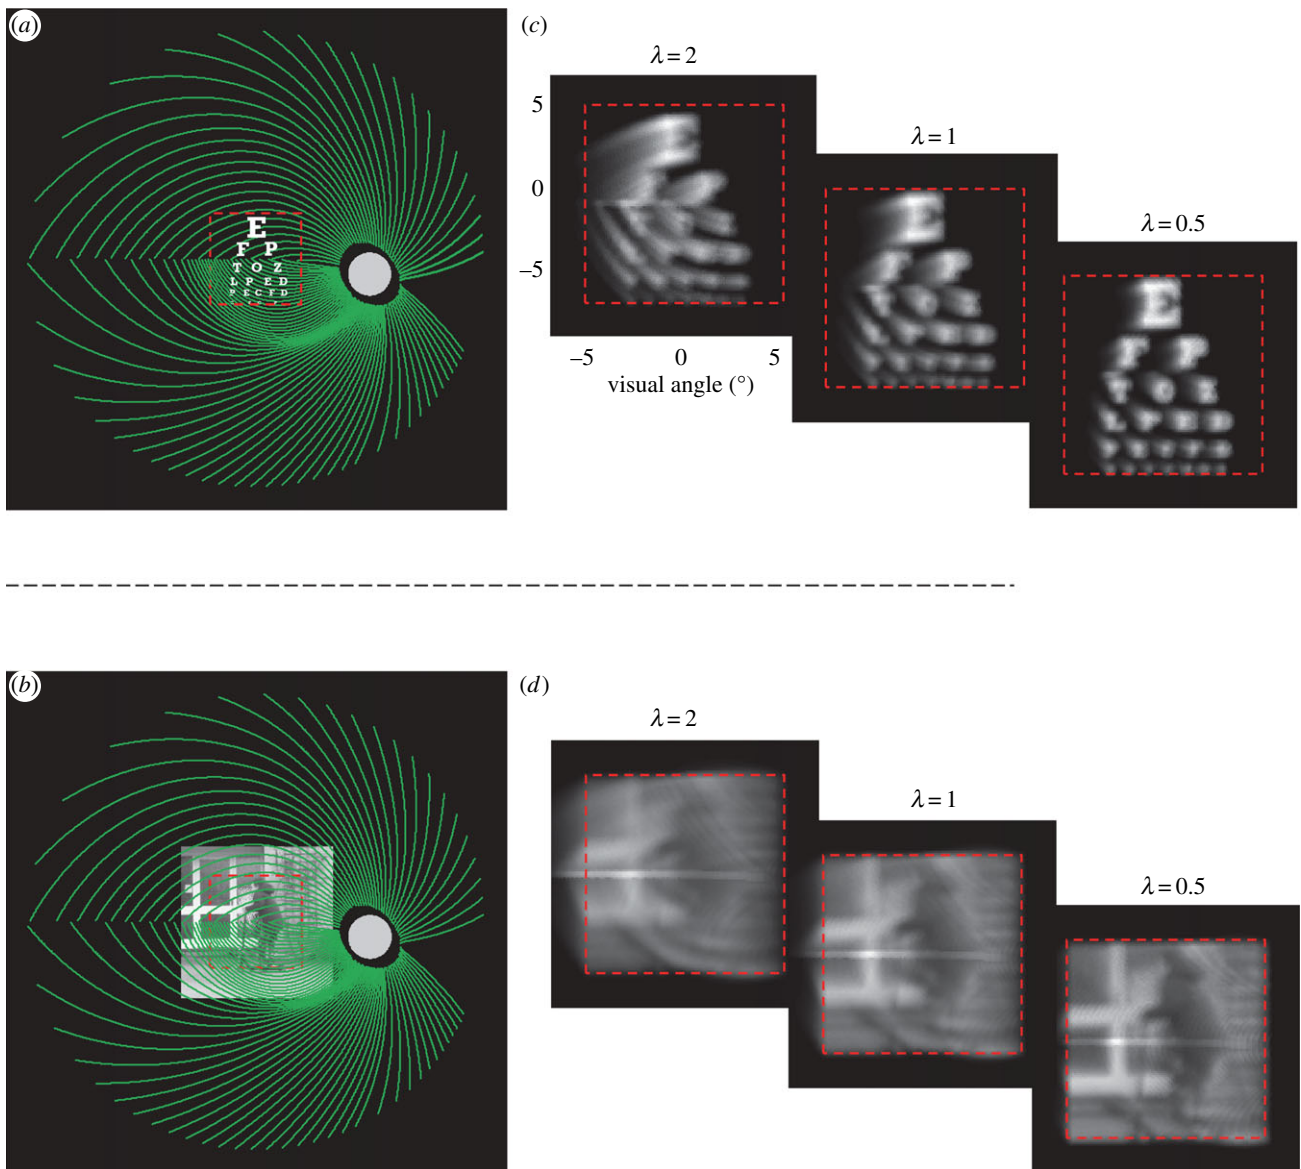 (a)
E
F P
T O Z
L P E D
P E C F D
(c)
λ = 2
5
0
−5
−5 0 5
visual angle (°)
λ = 1
λ = 0.5
(b)
(d)
λ = 2
λ = 1
λ = 0.5